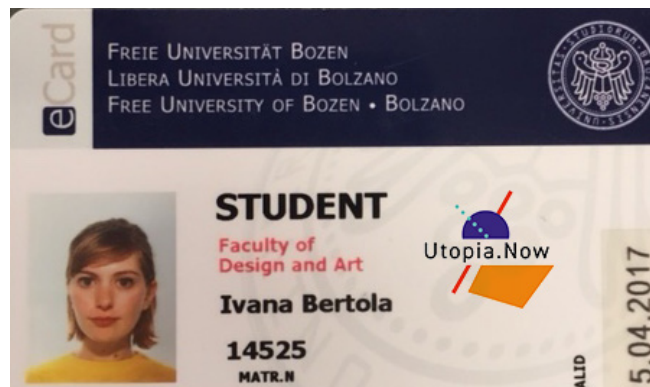 eCard
FREIE UNIVERSITÄT BOZEN
LIBERA UNIVERSITÀ DI BOLZANO
FREE UNIVERSITY OF BOZEN • BOLZANO
STUDENT
Faculty of
Design and Art
Utopia.Now
Ivana Bertola
14525
MATR.N
5.04.2017